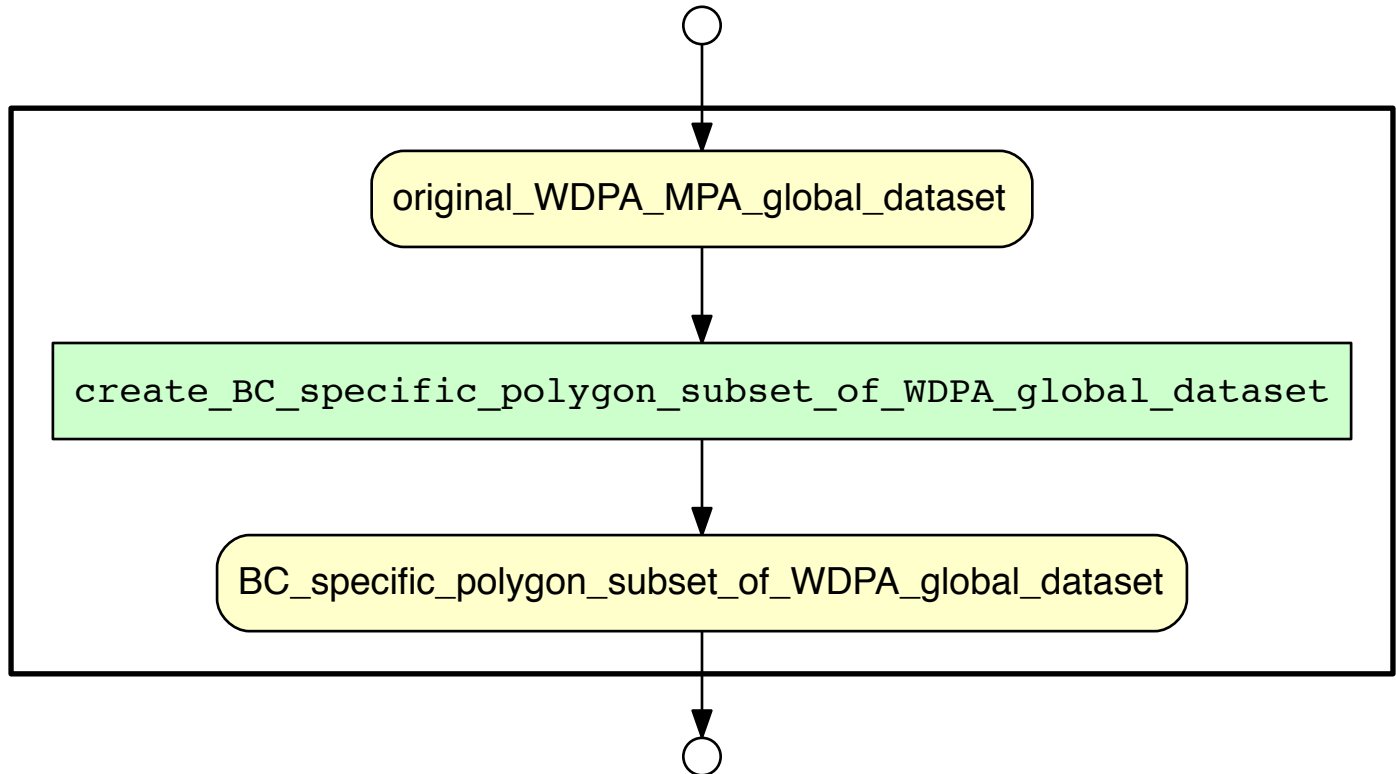 original_WDPA_MPA_global_dataset
create_BC_specific_polygon_subset_of_WDPA_global_dataset
BC_specific_polygon_subset_of_WDPA_global_dataset